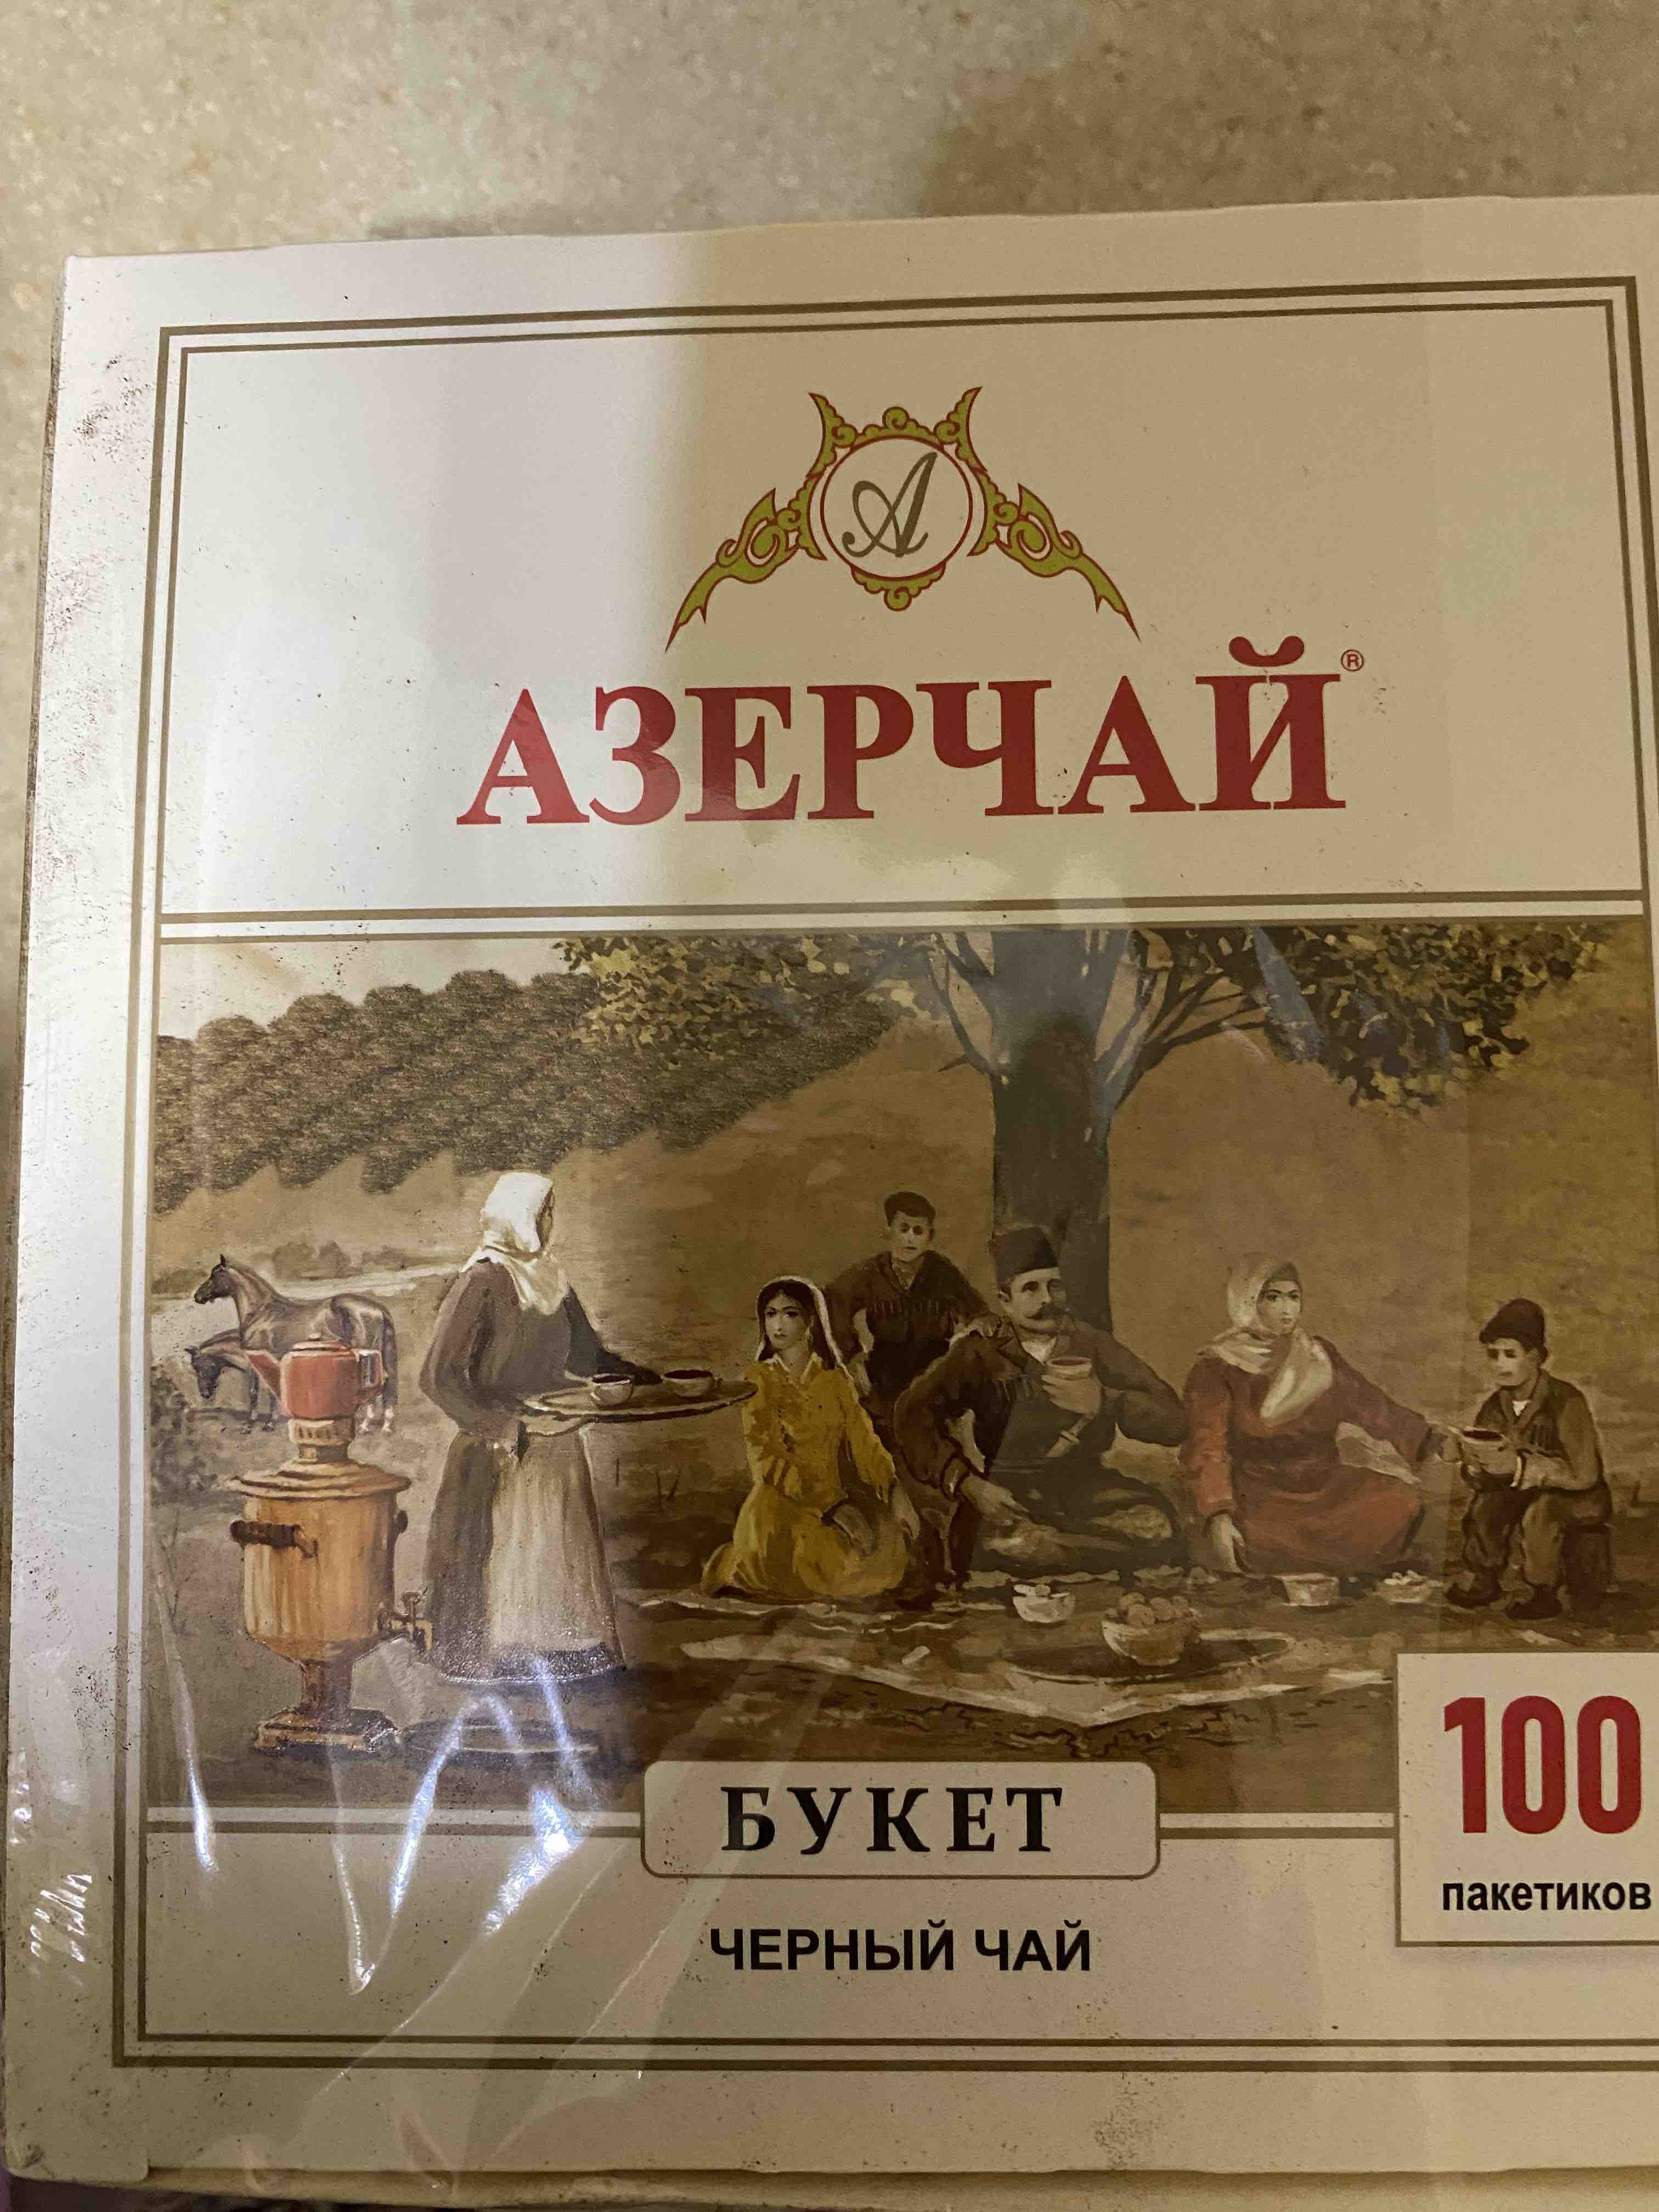 A
АЗЕРЧАЙ®
БУКЕТ
ЧЕРНЫЙ ЧАЙ
100
пакетиков